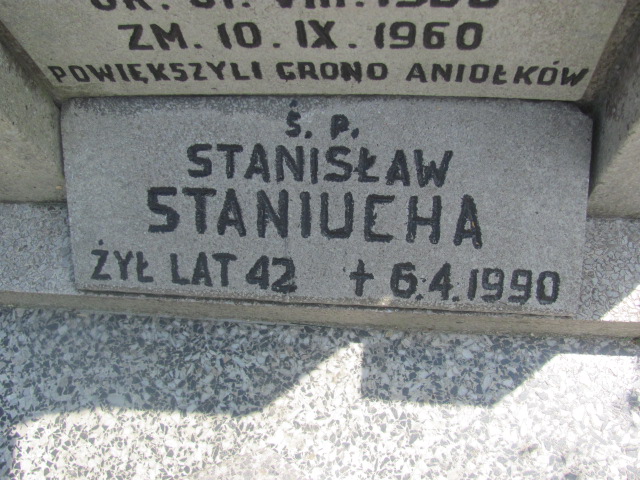 ZM. 10. IX. 1960
POWIĘKSZYLI GRONO ANIOŁKÓW
Ś. P.
STANISŁAW
STANIUCHA
ŻYŁ LAT 42 + 6.4.1990